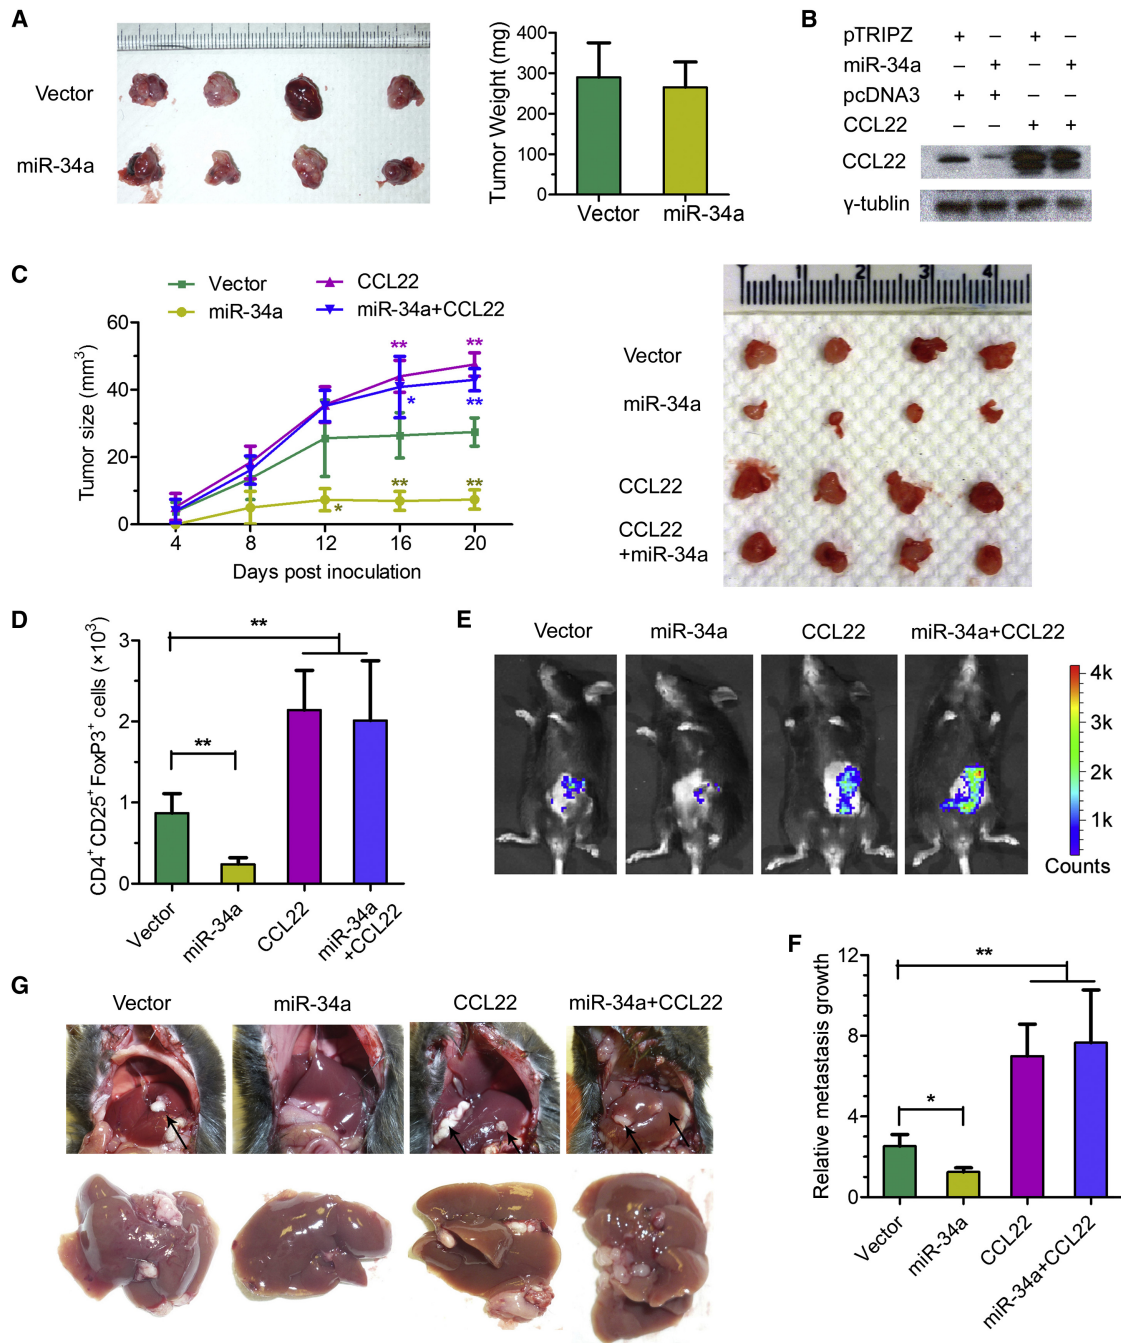 A
Vector
miR-34a
Tumor Weight (mg)
400
300
200
100
0
Vector miR-34a
B
pTRIPZ + – + –
miR-34a – + – +
pcDNA3 + + – –
CCL22 – – + +
CCL22
γ-tublin
C
Vector
miR-34a
CCL22
miR-34a+CCL22
Tumor size (mm3)
60
40
20
0
** **
* **
** **
*
4 8 12 16 20
Days post inoculation
1 2 3 4
Vector
miR-34a
CCL22
CCL22
+miR-34a
D
CD4+ CD25+ FoxP3+ cells (×103)
3
2
1
0
**
**
Vector
miR-34a
CCL22
miR-34a
+CCL22
E
Vector miR-34a CCL22 miR-34a+CCL22
4k
3k
2k
1k
Counts
F
Relative metastasis growth
12
8
4
0
**
*
Vector
miR-34a
CCL22
miR-34a+CCL22
G
Vector miR-34a CCL22 miR-34a+CCL22